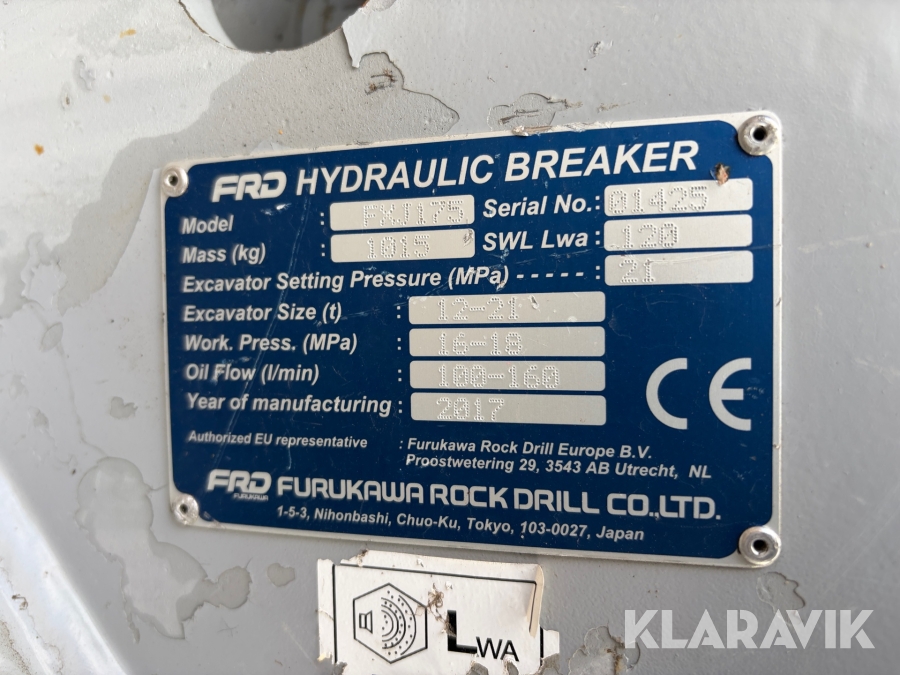 FRD HYDRAULIC BREAKER
Model : FXJ175 Serial No.: 01425
Mass (kg) : 1015 SWL Lwa : 120
Excavator Setting Pressure (MPa) ----- : 21
Excavator Size (t) : 12-21
Work. Press. (MPa) : 16-18
Oil Flow (l/min) : 100-160
Year of manufacturing : 2017
CE
Authorized EU representative : Furukawa Rock Drill Europe B.V.
Proostwetering 29, 3543 AB Utrecht, NL
FRD FURUKAWA FURUKAWA ROCK DRILL CO.,LTD.
1-5-3, Nihonbashi, Chuo-Ku, Tokyo, 103-0027, Japan
LWA
KLARAVIK